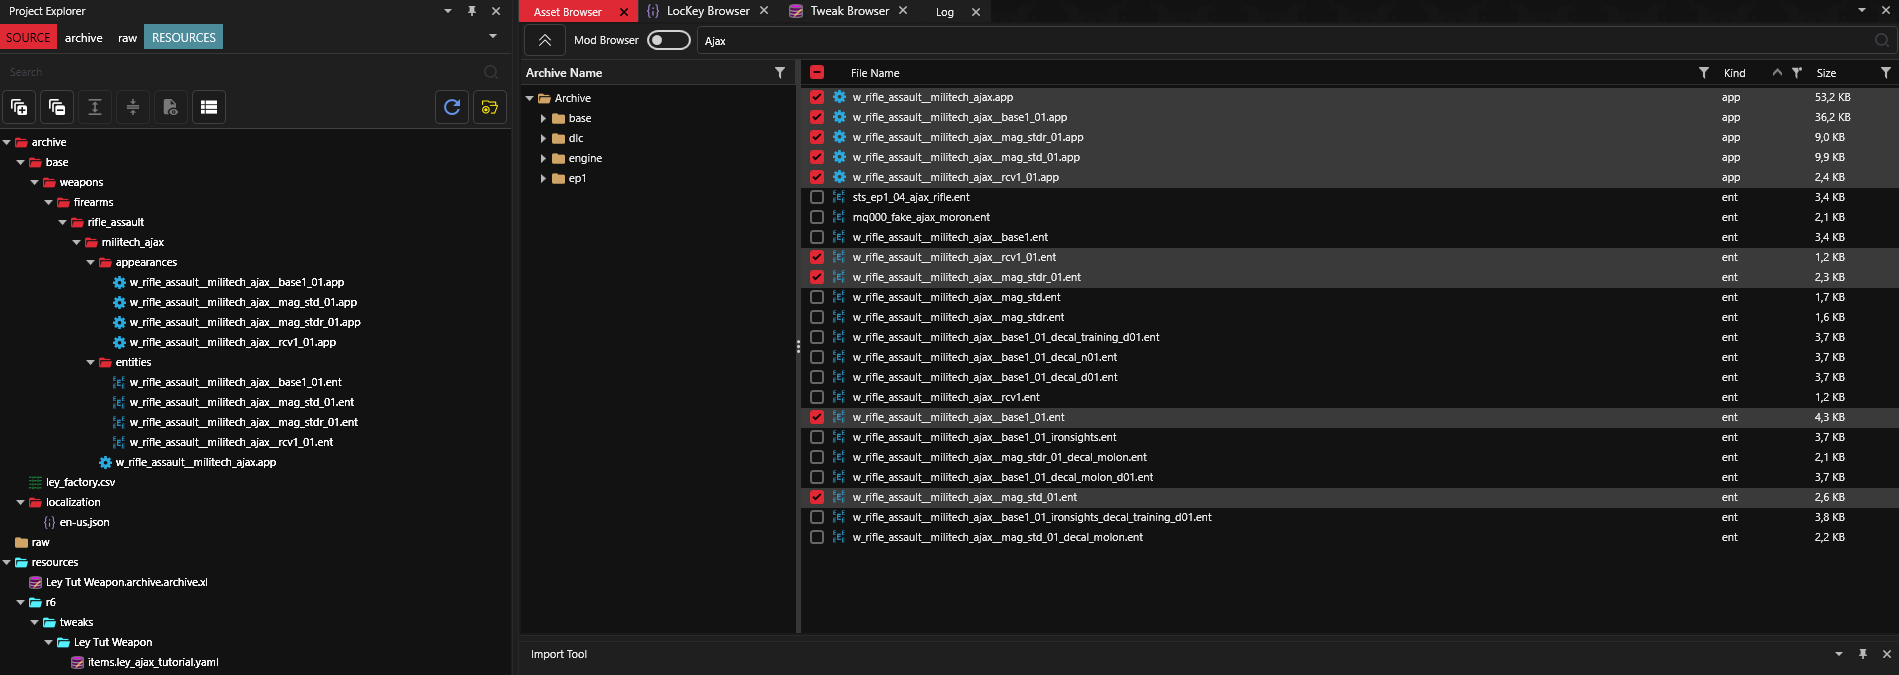 Project Explorer
SOURCE archive raw RESOURCES
Search
archive
base
weapons
firearms
rifle_assault
militech_ajax
appearances
w_rifle_assault__militech_ajax__base1_01.app
w_rifle_assault__militech_ajax__mag_std_01.app
w_rifle_assault__militech_ajax__mag_stdr_01.app
w_rifle_assault__militech_ajax__rcv1_01.app
entities
w_rifle_assault__militech_ajax__base1_01.ent
w_rifle_assault__militech_ajax__mag_std_01.ent
w_rifle_assault__militech_ajax__mag_stdr_01.ent
w_rifle_assault__militech_ajax__rcv1_01.ent
w_rifle_assault__militech_ajax.app
ley_factory.csv
localization
en-us.json
raw
resources
Ley Tut Weapon.archive.archive.xl
r6
tweaks
Ley Tut Weapon
items.ley_ajax_tutorial.yaml
Asset Browser LocKey Browser Tweak Browser Log
Mod Browser Ajax
Archive Name
Archive
base
dlc
engine
ep1
File Name Kind Size
w_rifle_assault__militech_ajax.app app 53,2 KB
w_rifle_assault__militech_ajax__base1_01.app app 36,2 KB
w_rifle_assault__militech_ajax__mag_stdr_01.app app 9,0 KB
w_rifle_assault__militech_ajax__mag_std_01.app app 9,9 KB
w_rifle_assault__militech_ajax__rcv1_01.app app 2,4 KB
sts_ep1_04_ajax_rifle.ent ent 3,4 KB
mq000_fake_ajax_moron.ent ent 2,1 KB
w_rifle_assault__militech_ajax__base1.ent ent 3,4 KB
w_rifle_assault__militech_ajax__rcv1_01.ent ent 1,2 KB
w_rifle_assault__militech_ajax__mag_stdr_01.ent ent 2,3 KB
w_rifle_assault__militech_ajax__mag_std.ent ent 1,7 KB
w_rifle_assault__militech_ajax__mag_stdr.ent ent 1,6 KB
w_rifle_assault__militech_ajax__base1_01_decal_training_d01.ent ent 3,7 KB
w_rifle_assault__militech_ajax__base1_01_decal_n01.ent ent 3,7 KB
w_rifle_assault__militech_ajax__base1_01_decal_d01.ent ent 3,7 KB
w_rifle_assault__militech_ajax__rcv1.ent ent 1,2 KB
w_rifle_assault__militech_ajax__base1_01.ent ent 4,3 KB
w_rifle_assault__militech_ajax__base1_01_ironsights.ent ent 3,7 KB
w_rifle_assault__militech_ajax__mag_stdr_01_decal_molon.ent ent 2,1 KB
w_rifle_assault__militech_ajax__base1_01_decal_molon_d01.ent ent 3,7 KB
w_rifle_assault__militech_ajax__mag_std_01.ent ent 2,6 KB
w_rifle_assault__militech_ajax__base1_01_ironsights_decal_training_d01.ent ent 3,8 KB
w_rifle_assault__militech_ajax__mag_std_01_decal_molon.ent ent 2,2 KB
Import Tool